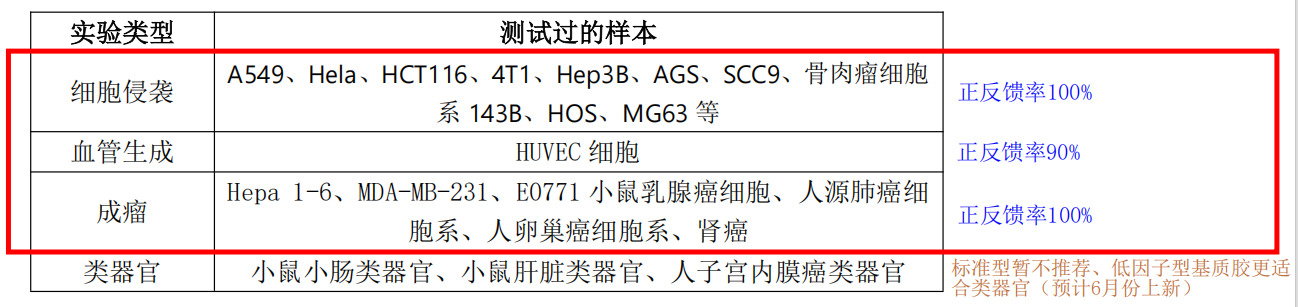 实验类型 测试过的样本
细胞侵袭 A549、Hela、HCT116、4T1、Hep3B、AGS、SCC9、骨肉瘤细胞
系 143B、HOS、MG63 等 正反馈率100%
血管生成 HUVEC 细胞 正反馈率90%
成瘤 Hepa 1-6、MDA-MB-231、E0771 小鼠乳腺癌细胞、人源肺癌细
胞系、人卵巢癌细胞系、肾癌 正反馈率100%
类器官 小鼠小肠类器官、小鼠肝脏类器官、人子宫内膜癌类器官 标准型暂不推荐、低因子型基质胶更适
合类器官（预计6月份上新）